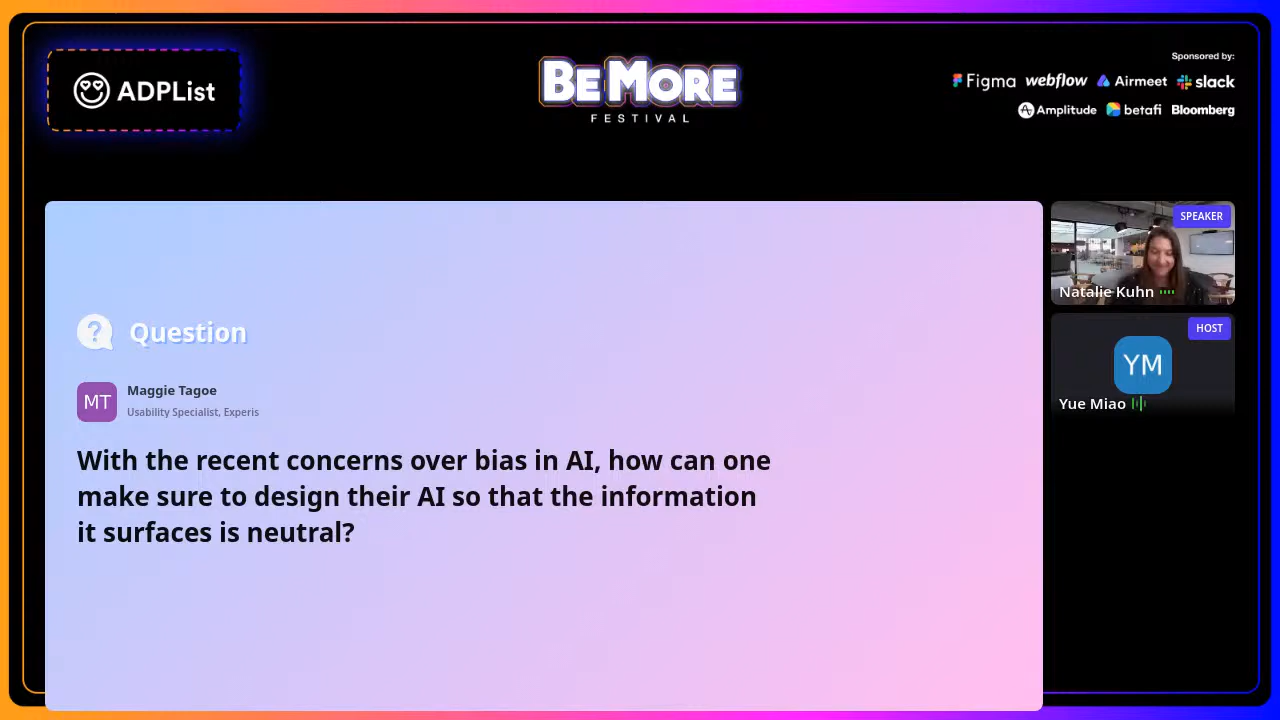 ADPList
BE MORE
FESTIVAL
Sponsored by:
Figma webflow Airmeet slack
Amplitude betafi Bloomberg
SPEAKER
Natalie Kuhn
HOST
YM
Yue Miao
Question
MT
Maggie Tagoe
Usability Specialist, Experis
With the recent concerns over bias in AI, how can one
make sure to design their AI so that the information
it surfaces is neutral?